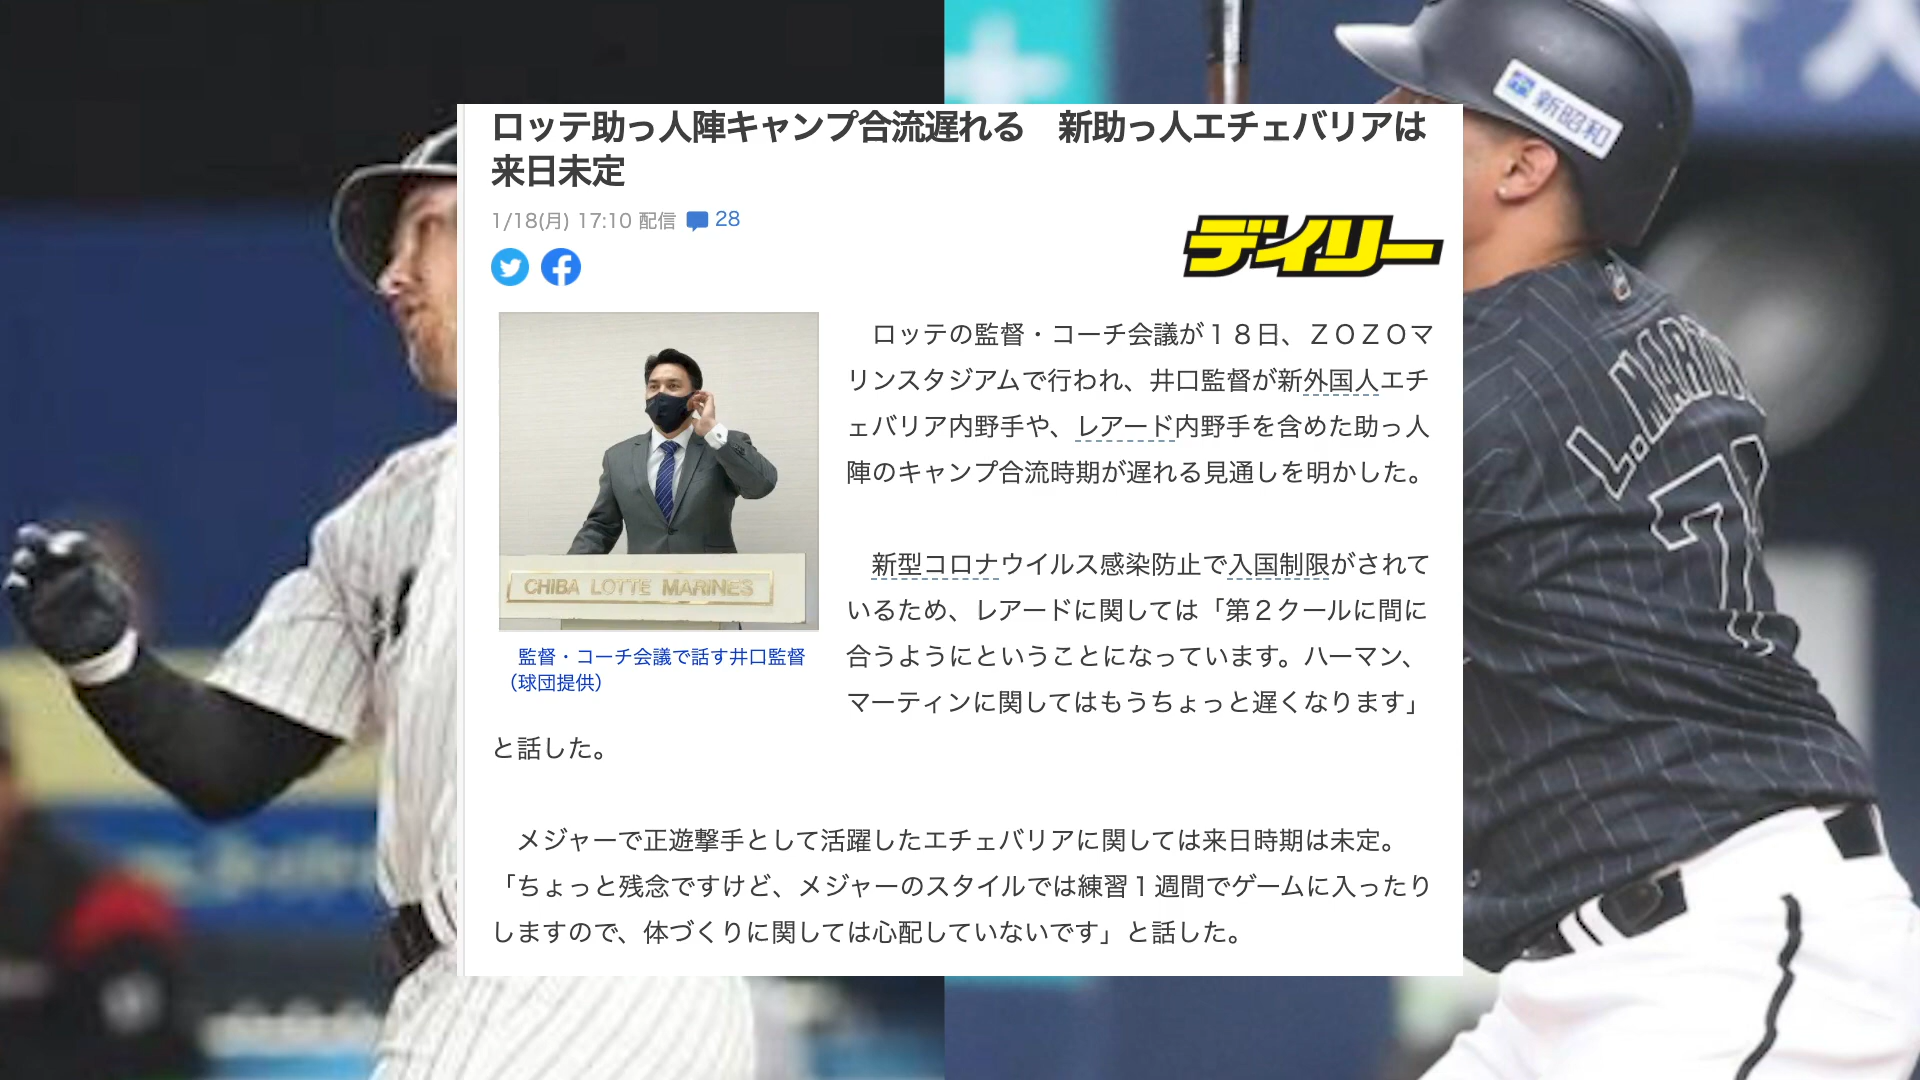 ロッテ助っ人陣キャンプ合流遅れる　新助っ人エチェバリアは
来日未定
1/18(月) 17:10 配信 28
デイリー
ロッテの監督・コーチ会議が１８日、ＺＯＺＯマ
リンスタジアムで行われ、井口監督が新外国人エチ
ェバリア内野手や、レアード内野手を含めた助っ人
陣のキャンプ合流時期が遅れる見通しを明かした。
新型コロナウイルス感染防止で入国制限がされて
いるため、レアードに関しては「第２クールに間に
合うようにということになっています。ハーマン、
マーティンに関してはもうちょっと遅くなります」
と話した。
CHIBA LOTTE MARINES
監督・コーチ会議で話す井口監督
（球団提供）
メジャーで正遊撃手として活躍したエチェバリアに関しては来日時期は未定。
「ちょっと残念ですけど、メジャーのスタイルでは練習１週間でゲームに入ったり
しますので、体づくりに関しては心配していないです」と話した。
新昭和